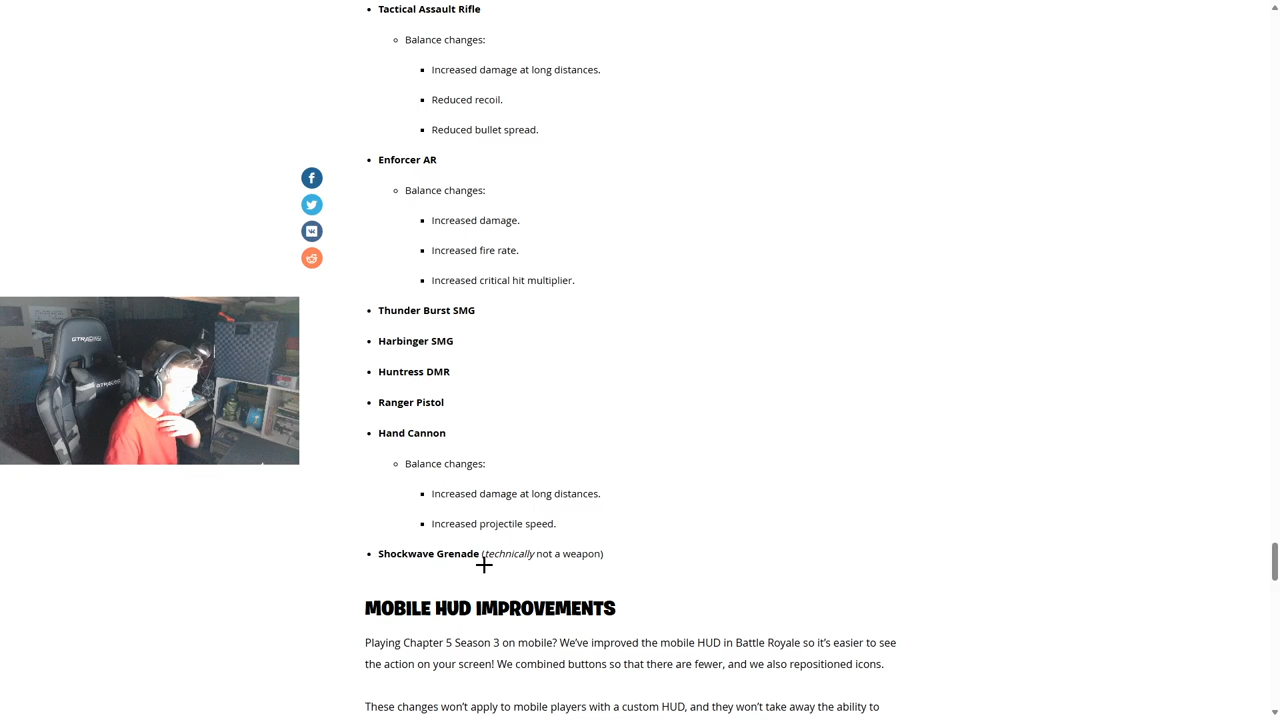 Tactical Assault Rifle
Balance changes:
Increased damage at long distances.
Reduced recoil.
Reduced bullet spread.
Enforcer AR
Balance changes:
Increased damage.
Increased fire rate.
Increased critical hit multiplier.
Thunder Burst SMG
Harbinger SMG
Huntress DMR
Ranger Pistol
Hand Cannon
Balance changes:
Increased damage at long distances.
Increased projectile speed.
Shockwave Grenade (technically not a weapon)
MOBILE HUD IMPROVEMENTS
Playing Chapter 5 Season 3 on mobile? We’ve improved the mobile HUD in Battle Royale so it’s easier to see
the action on your screen! We combined buttons so that there are fewer, and we also repositioned icons.
These changes won’t apply to mobile players with a custom HUD, and they won’t take away the ability to
GTRACING
GTRACING